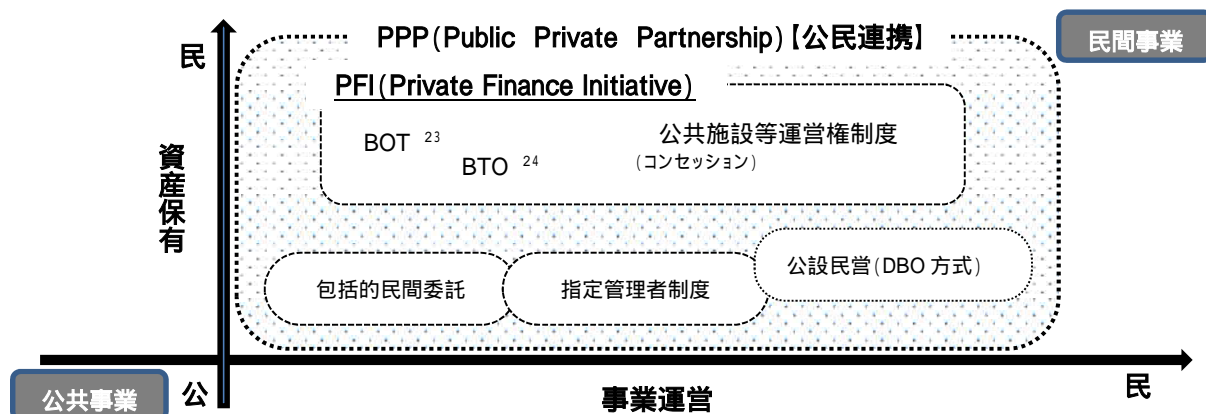 PPP(Public Private Partnership)【公民連携】
民間事業
民
PFI(Private Finance Initiative)
BOT 23
公共施設等運営権制度
BTO 24
(コンセッション)
資産保有
公設民営(DBO 方式)
包括的民間委託
指定管理者制度
公共事業
公
事業運営
民